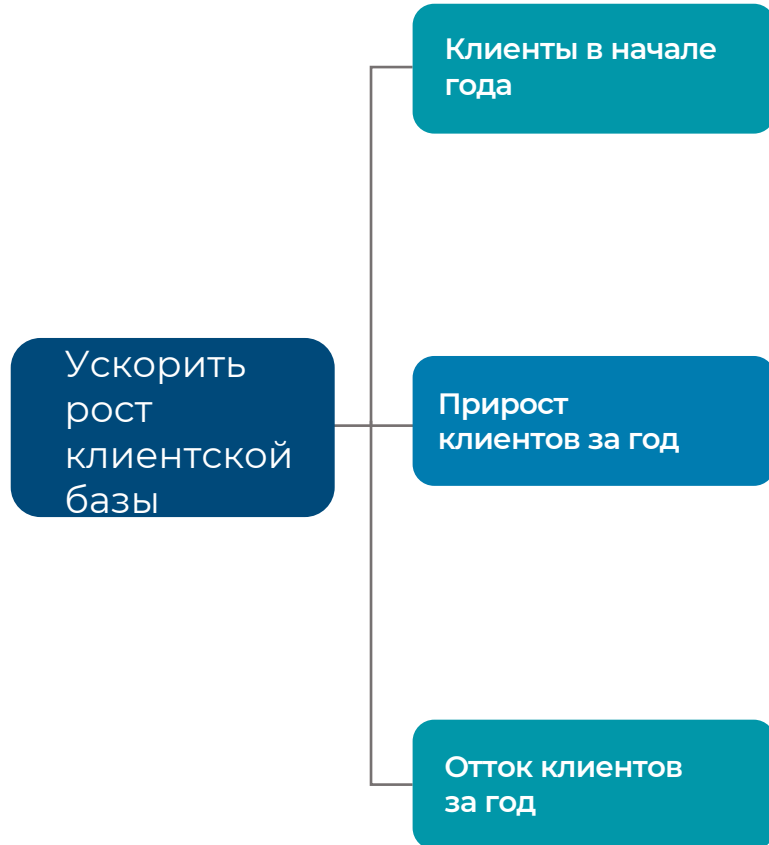 Клиенты в начале
года
Ускорить
рост
клиентской
базы
Прирост
клиентов за год
Отток клиентов
за год